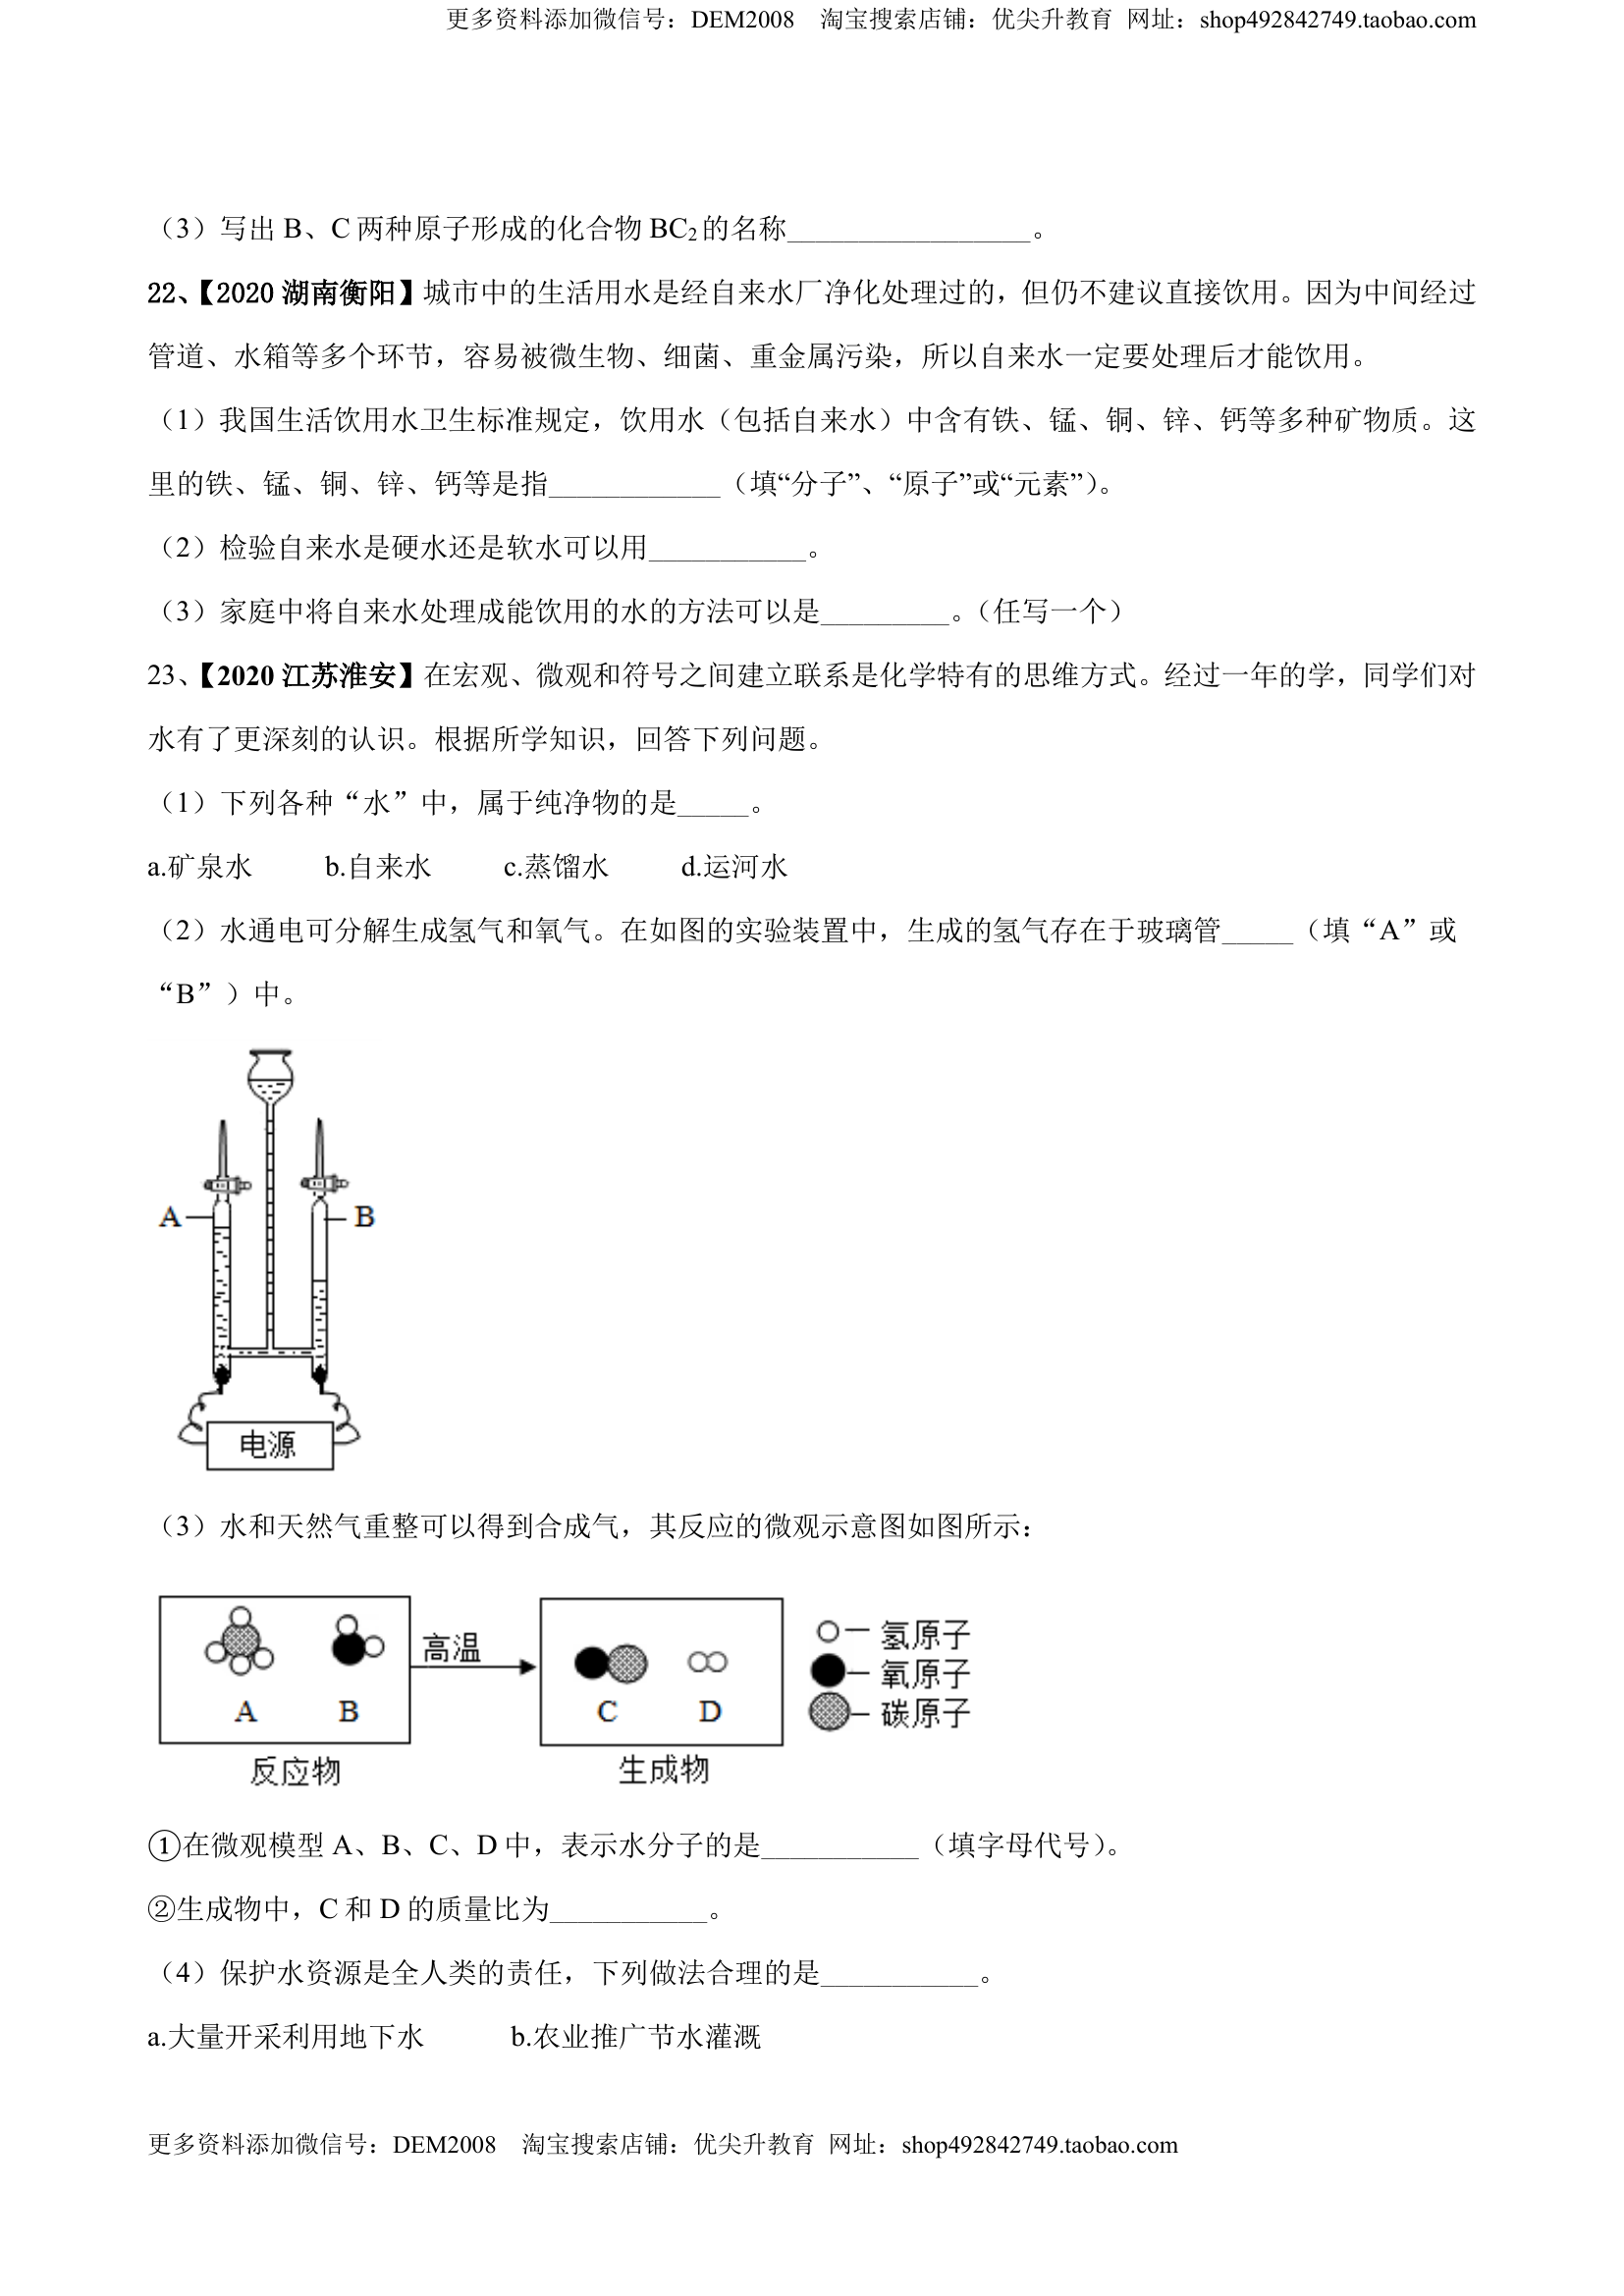 更多资料添加微信号：DEM2008    淘宝搜索店铺：优尖升教育  网址：shop492842749.taobao.com
（3）写出 B、C 两种原子形成的化合物 BC₂ 的名称_________________。
22、【2020 湖南衡阳】城市中的生活用水是经自来水厂净化处理过的，但仍不建议直接饮用。因为中间经过
管道、水箱等多个环节，容易被微生物、细菌、重金属污染，所以自来水一定要处理后才能饮用。
（1）我国生活饮用水卫生标准规定，饮用水（包括自来水）中含有铁、锰、铜、锌、钙等多种矿物质。这
里的铁、锰、铜、锌、钙等是指____________（填“分子”、“原子”或“元素”）。
（2）检验自来水是硬水还是软水可以用___________。
（3）家庭中将自来水处理成能饮用的水的方法可以是_________。（任写一个）
23、【2020 江苏淮安】在宏观、微观和符号之间建立联系是化学特有的思维方式。经过一年的学，同学们对
水有了更深刻的认识。根据所学知识，回答下列问题。
（1）下列各种“水”中，属于纯净物的是_____。
a.矿泉水    b.自来水    c.蒸馏水    d.运河水
（2）水通电可分解生成氢气和氧气。在如图的实验装置中，生成的氢气存在于玻璃管_____（填“A”或
“B”）中。
A B
电源
（3）水和天然气重整可以得到合成气，其反应的微观示意图如图所示：
高温
A B C D
反应物 生成物
氢原子
氧原子
碳原子
①在微观模型 A、B、C、D 中，表示水分子的是___________（填字母代号）。
②生成物中，C 和 D 的质量比为___________。
（4）保护水资源是全人类的责任，下列做法合理的是___________。
a.大量开采利用地下水    b.农业推广节水灌溉
更多资料添加微信号：DEM2008    淘宝搜索店铺：优尖升教育  网址：shop492842749.taobao.com